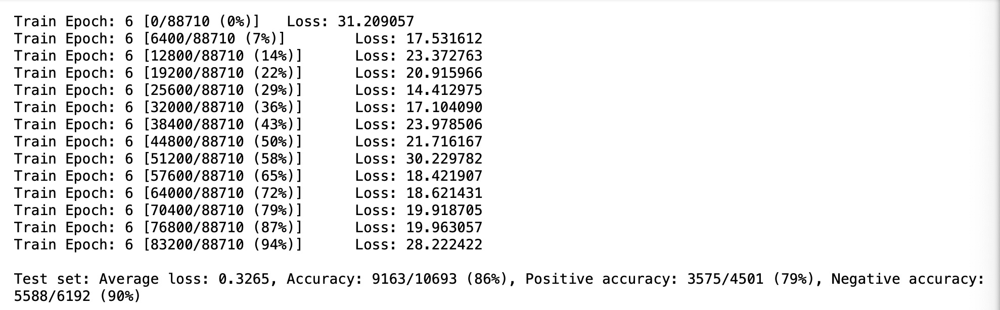 Train Epoch: 6 [0/88710 (0%)]   Loss: 31.209057
Train Epoch: 6 [6400/88710 (7%)]        Loss: 17.531612
Train Epoch: 6 [12800/88710 (14%)]      Loss: 23.372763
Train Epoch: 6 [19200/88710 (22%)]      Loss: 20.915966
Train Epoch: 6 [25600/88710 (29%)]      Loss: 14.412975
Train Epoch: 6 [32000/88710 (36%)]      Loss: 17.104090
Train Epoch: 6 [38400/88710 (43%)]      Loss: 23.978506
Train Epoch: 6 [44800/88710 (50%)]      Loss: 21.716167
Train Epoch: 6 [51200/88710 (58%)]      Loss: 30.229782
Train Epoch: 6 [57600/88710 (65%)]      Loss: 18.421907
Train Epoch: 6 [64000/88710 (72%)]      Loss: 18.621431
Train Epoch: 6 [70400/88710 (79%)]      Loss: 19.918705
Train Epoch: 6 [76800/88710 (87%)]      Loss: 19.963057
Train Epoch: 6 [83200/88710 (94%)]      Loss: 28.222422
Test set: Average loss: 0.3265, Accuracy: 9163/10693 (86%), Positive accuracy: 3575/4501 (79%), Negative accuracy:
5588/6192 (90%)